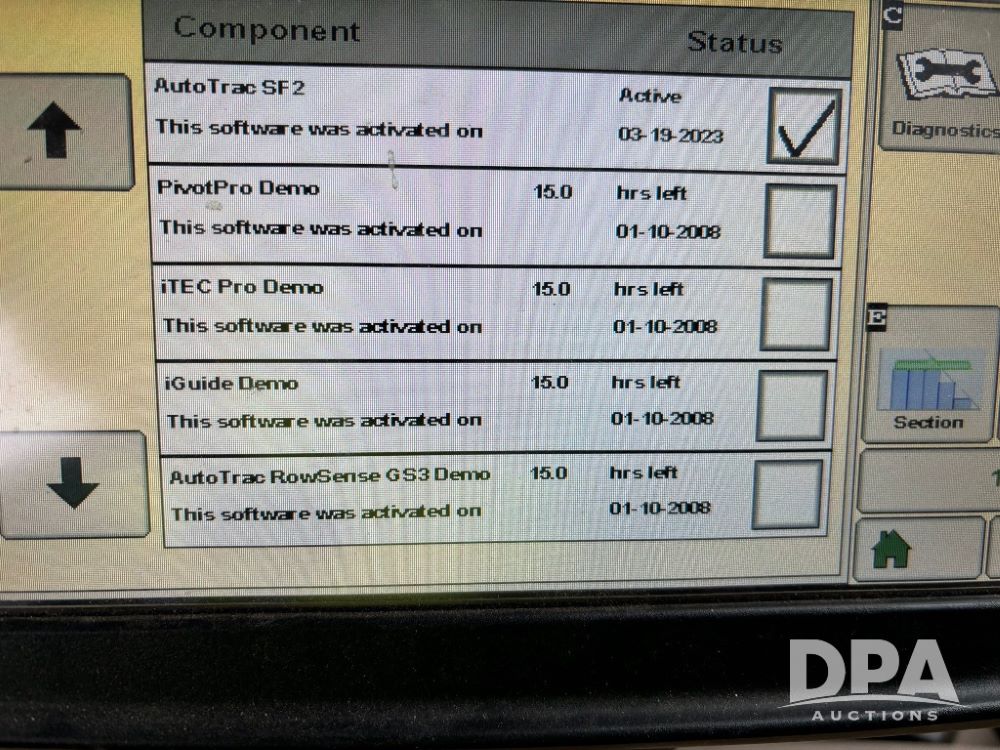 Component Status
AutoTrac SF2 Active
This software was activated on 03-19-2023
PivotPro Demo 15.0 hrs left
This software was activated on 01-10-2008
iTEC Pro Demo 15.0 hrs left
This software was activated on 01-10-2008
iGuide Demo 15.0 hrs left
This software was activated on 01-10-2008
AutoTrac RowSense GS3 Demo 15.0 hrs left
This software was activated on 01-10-2008
C
Diagnostics
E
Section
DPA
AUCTIONS